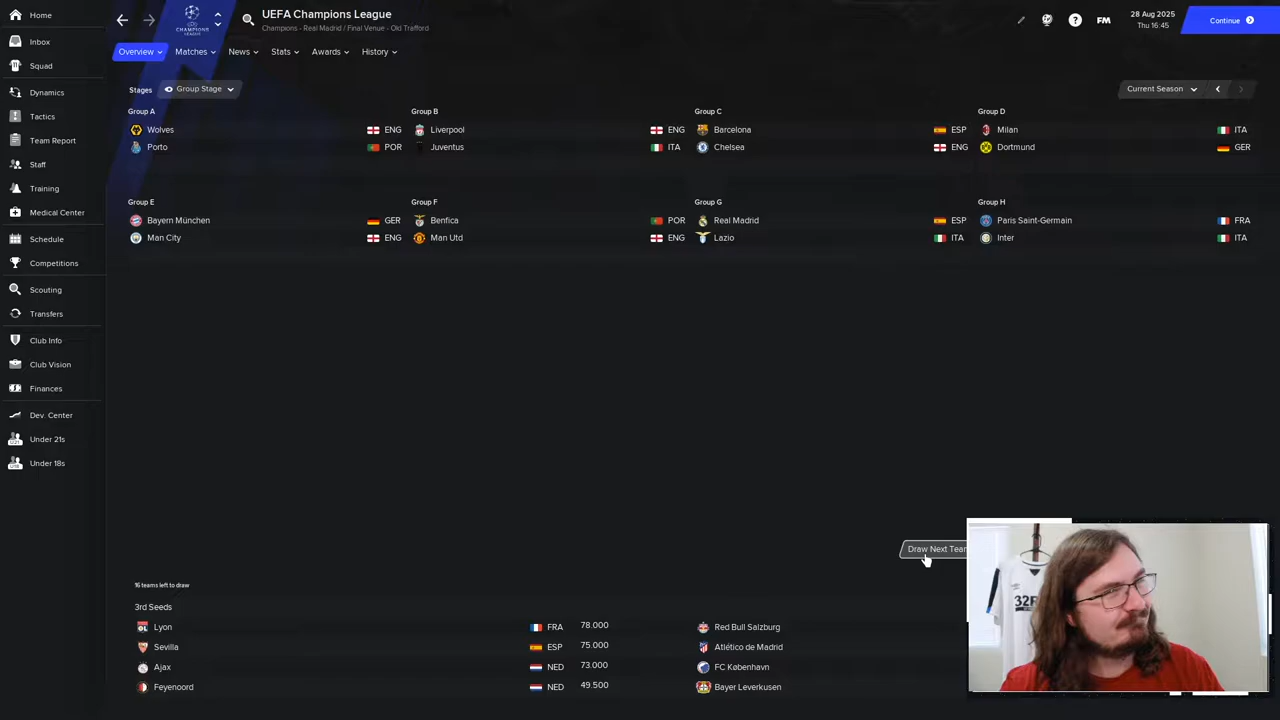 Home
UEFA Champions League
Champions - Real Madrid / Final Venue - Old Trafford
CHAMPIONS LEAGUE
FM
28 Aug 2025
Thu 16:45
Continue
Inbox
Squad
Dynamics
Tactics
Team Report
Staff
Training
Medical Center
Schedule
Competitions
Scouting
Transfers
Club Info
Club Vision
Finances
Dev. Center
Under 21s
Under 18s
Overview
Matches
News
Stats
Awards
History
Stages
Group Stage
Current Season
Group A
Wolves ENG
Porto POR
Group B
Liverpool ENG
Juventus ITA
Group C
Barcelona ESP
Chelsea ENG
Group D
Milan ITA
Dortmund GER
Group E
Bayern München GER
Man City ENG
Group F
Benfica POR
Man Utd ENG
Group G
Real Madrid ESP
Lazio ITA
Group H
Paris Saint-Germain FRA
Inter ITA
Draw Next Team
16 teams left to draw
3rd Seeds
Lyon FRA 78.000
Red Bull Salzburg
Sevilla ESP 75.000
Atlético de Madrid
Ajax NED 73.000
FC København
Feyenoord NED 49.500
Bayer Leverkusen
32R